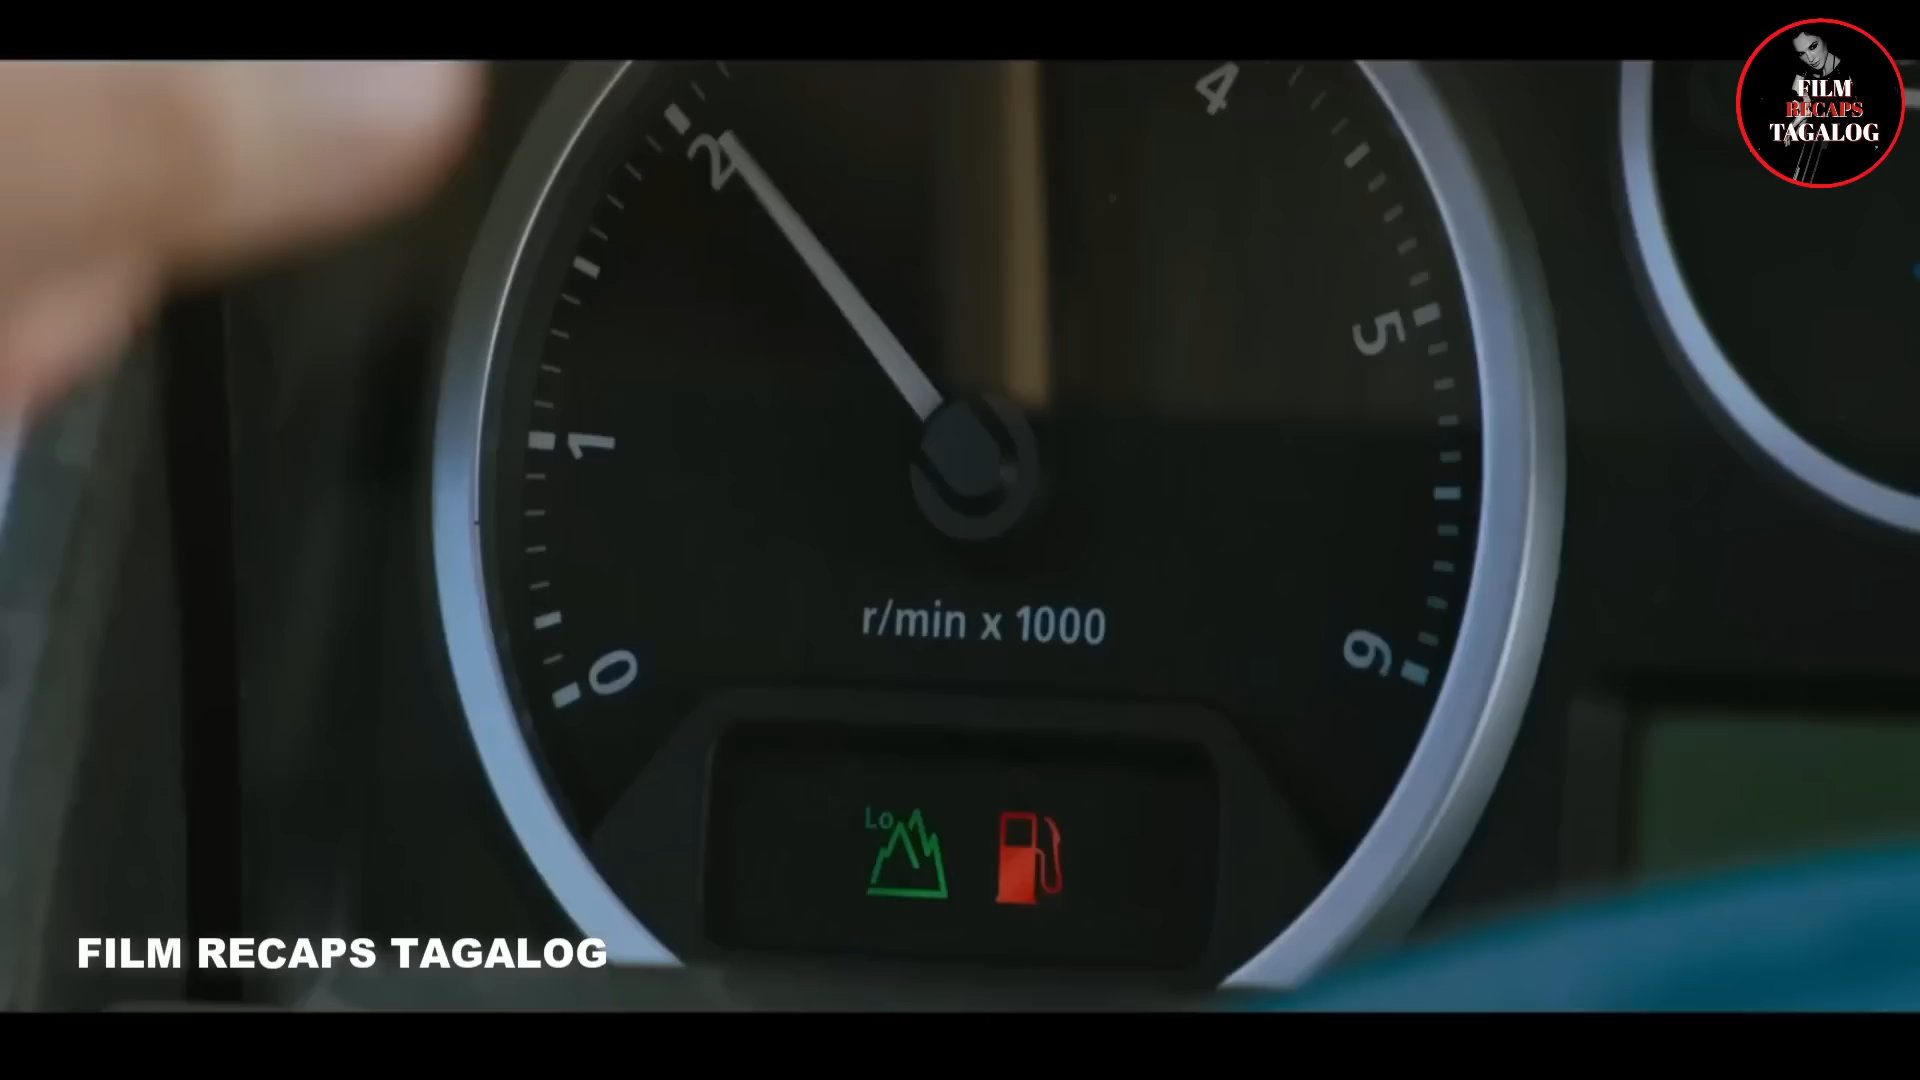 FILM
RECAPS
TAGALOG
2
4
1
5
0
6
r/min x 1000
Lo
FILM RECAPS TAGALOG